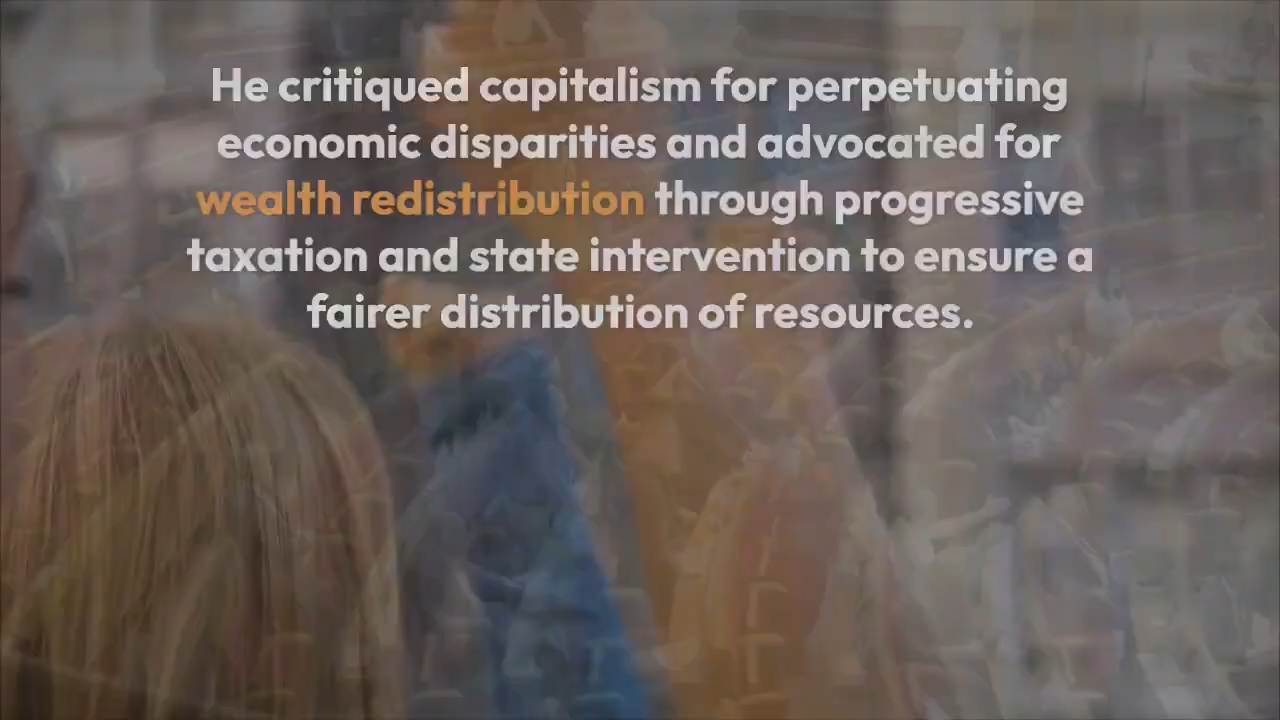 He critiqued capitalism for perpetuating
economic disparities and advocated for
wealth redistribution through progressive
taxation and state intervention to ensure a
fairer distribution of resources.